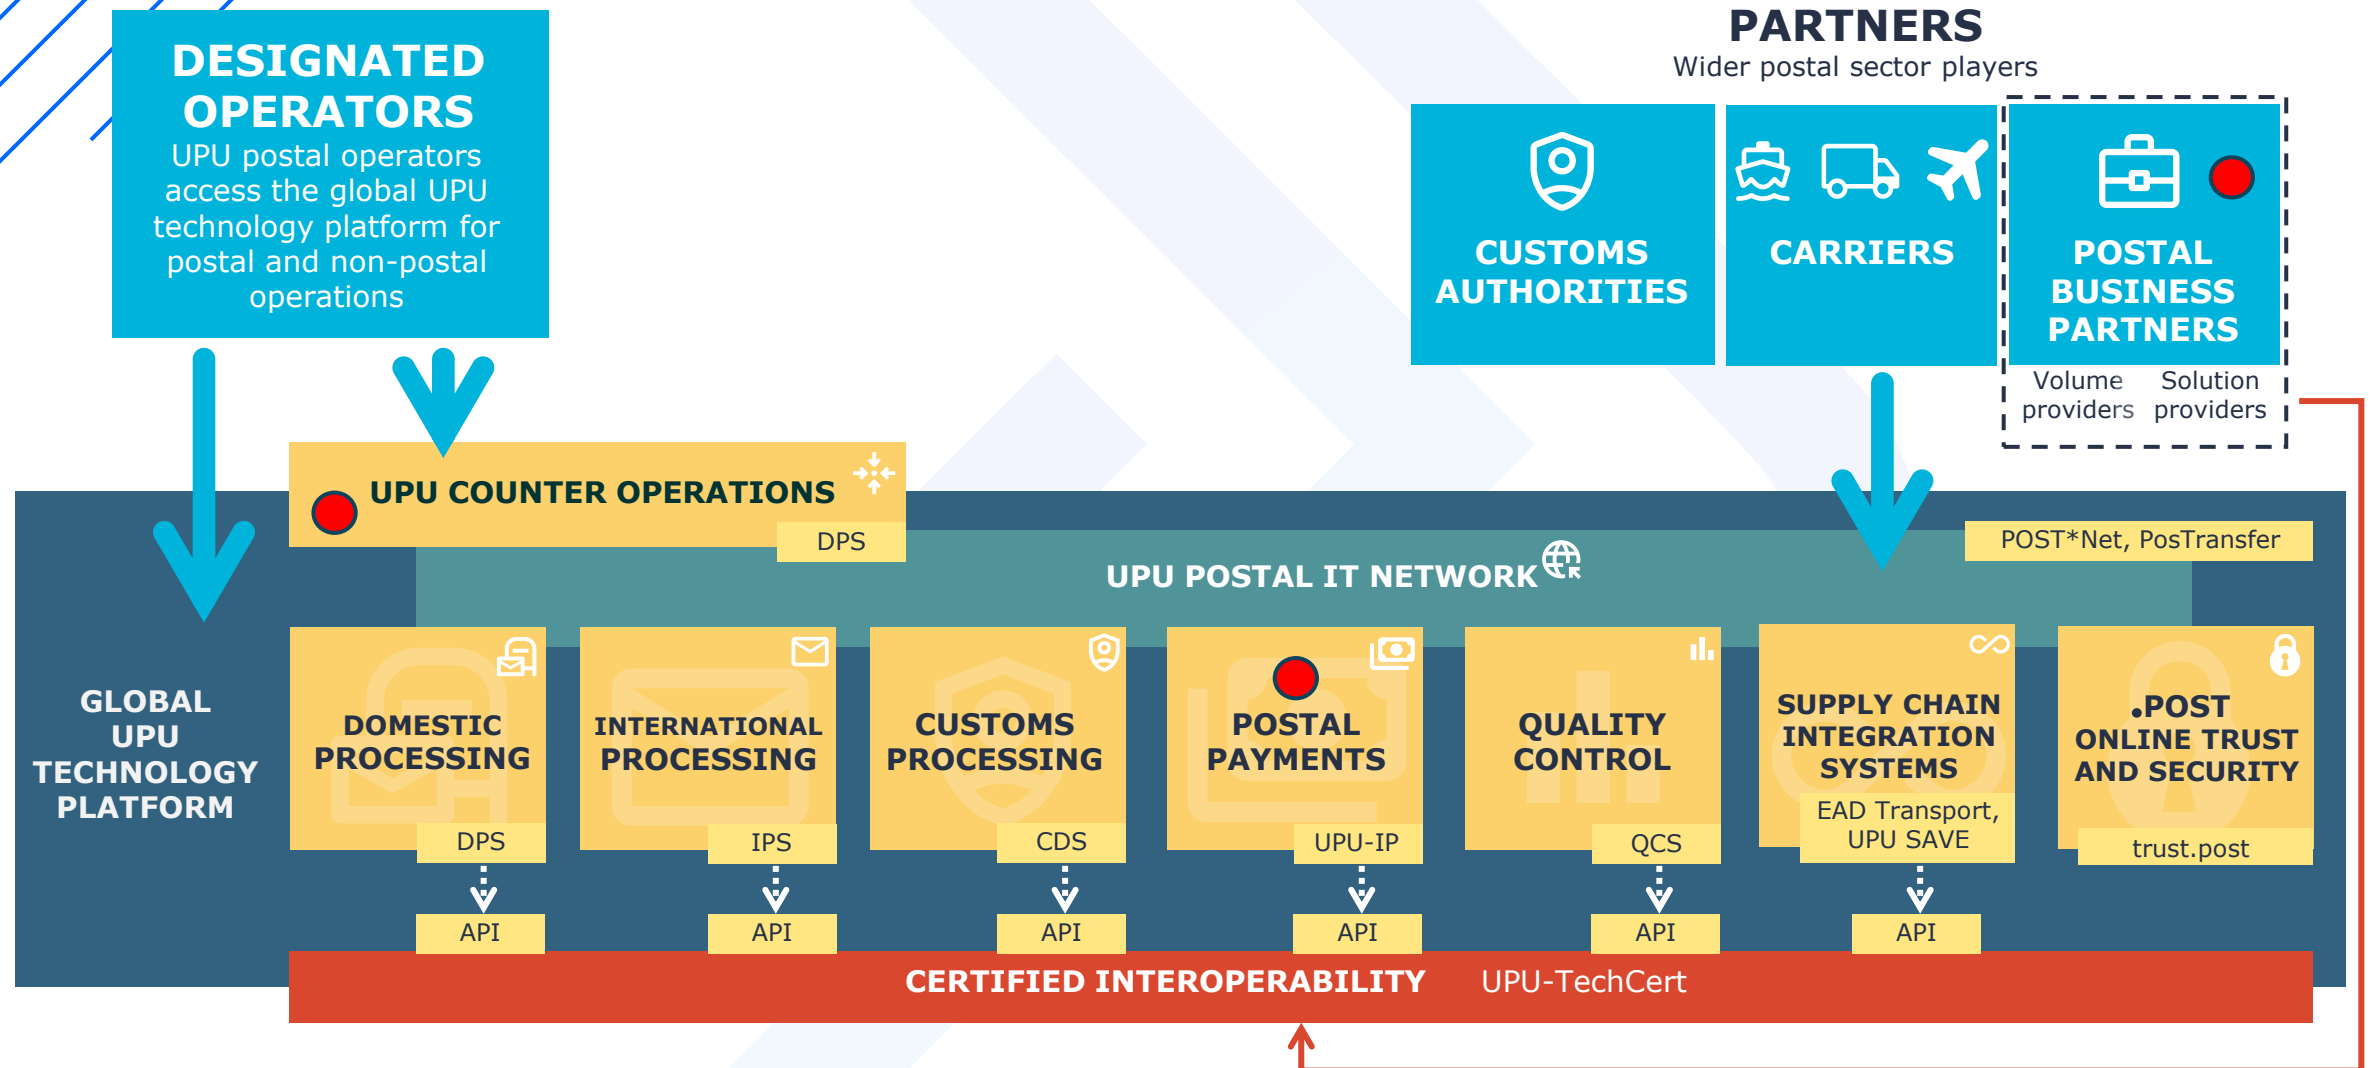 DESIGNATED
OPERATORS
UPU postal operators
access the global UPU
technology platform for
postal and non-postal
operations
PARTNERS
Wider postal sector players
CUSTOMS
AUTHORITIES
CARRIERS
POSTAL
BUSINESS
PARTNERS
Volume
providers
Solution
providers
UPU COUNTER OPERATIONS
DPS
POST*Net, PosTransfer
UPU POSTAL IT NETWORK
GLOBAL
UPU
TECHNOLOGY
PLATFORM
DOMESTIC
PROCESSING
DPS
API
INTERNATIONAL
PROCESSING
IPS
API
CUSTOMS
PROCESSING
CDS
API
POSTAL
PAYMENTS
UPU-IP
API
QUALITY
CONTROL
QCS
API
SUPPLY CHAIN
INTEGRATION
SYSTEMS
EAD Transport,
UPU SAVE
API
.POST
ONLINE TRUST
AND SECURITY
trust.post
CERTIFIED INTEROPERABILITY UPU-TechCert